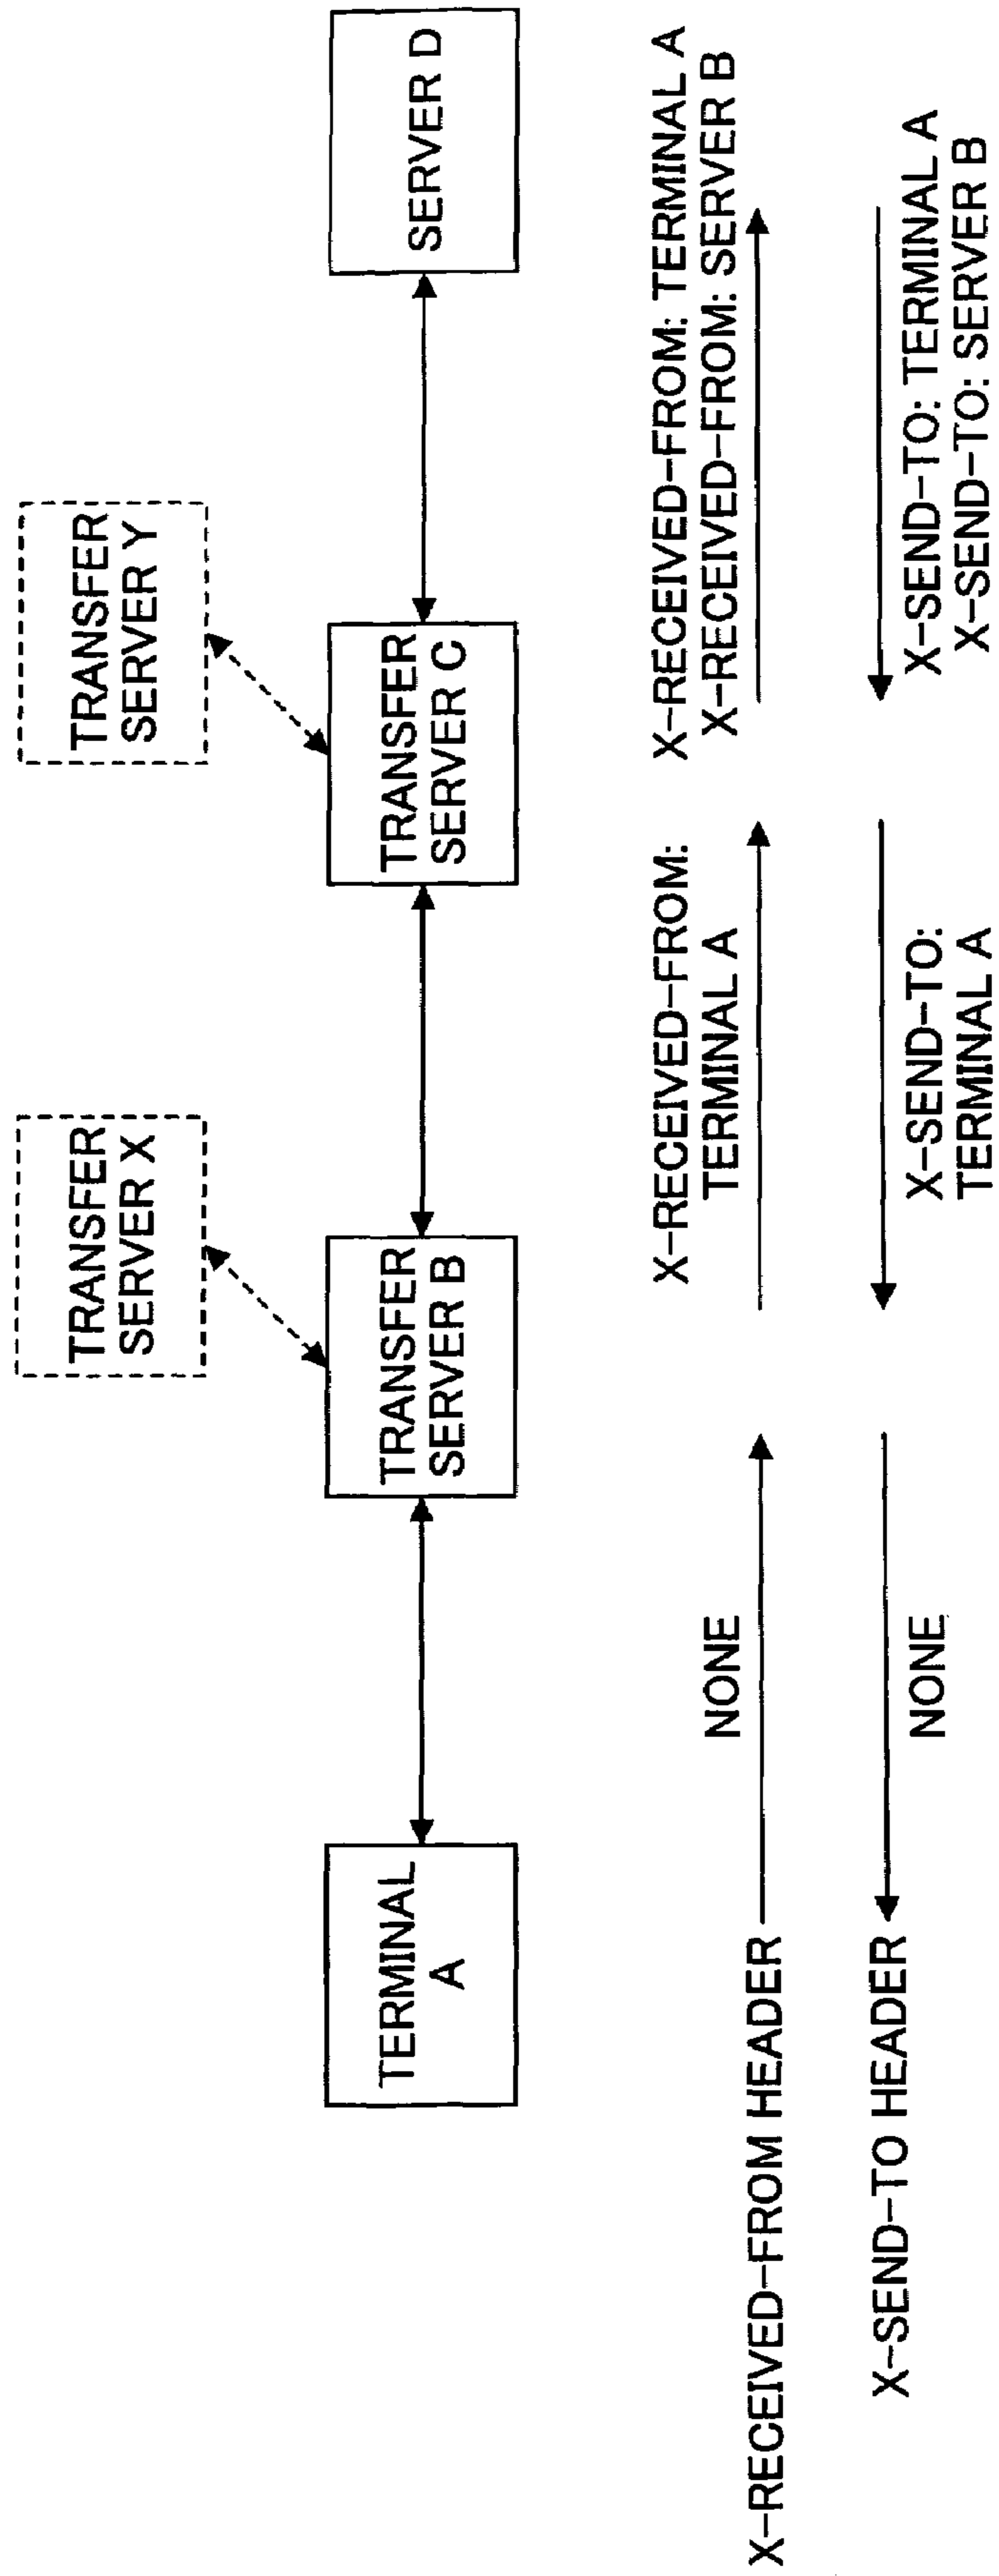 TRANSFER
SERVER X
TRANSFER
SERVER Y
TERMINAL
A
TRANSFER
SERVER B
TRANSFER
SERVER C
SERVER D
X-RECEIVED-FROM HEADER
NONE
X-RECEIVED-FROM:
TERMINAL A
X-RECEIVED-FROM: TERMINAL A
X-RECEIVED-FROM: SERVER B
X-SEND-TO HEADER
NONE
X-SEND-TO:
TERMINAL A
X-SEND-TO: TERMINAL A
X-SEND-TO: SERVER B